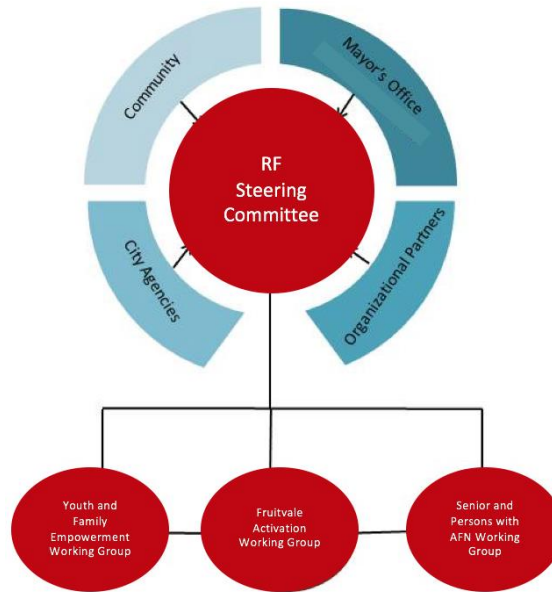 Community
Mayor's Office
RF
Steering
Committee
City Agencies
Organizational Partners
Youth and
Family
Empowerment
Working Group
Fruitvale
Activation
Working Group
Senior and
Persons with
AFN Working
Group